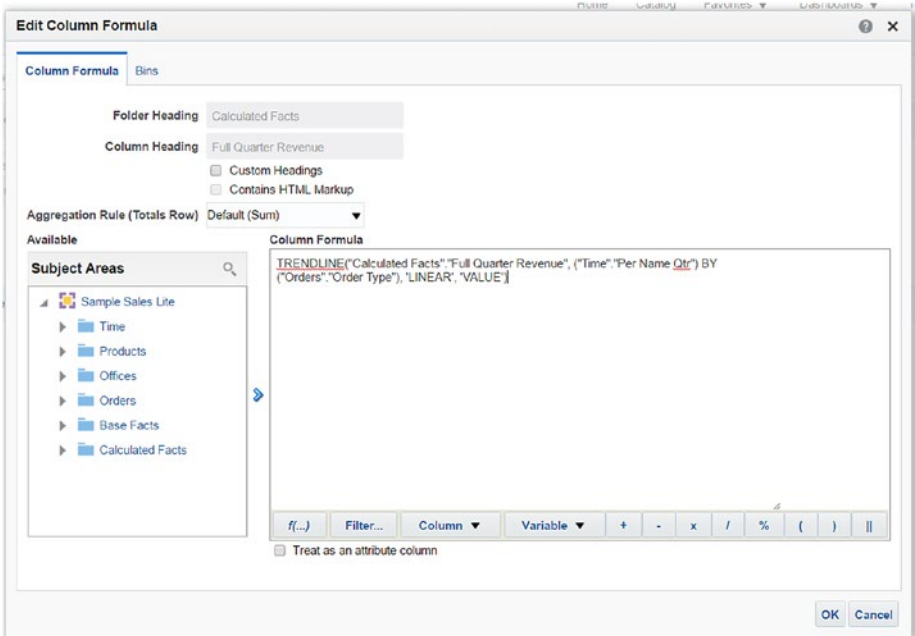 Home Catalog Favorites Dashboards
Edit Column Formula
Column Formula Bins
Folder Heading Calculated Facts
Column Heading Full Quarter Revenue
Custom Headings
Contains HTML Markup
Aggregation Rule (Totals Row) Default (Sum)
Available Column Formula
Subject Areas
TRENDLINE("Calculated Facts"."Full Quarter Revenue", ("Time"."Per Name Qtr") BY
("Orders"."Order Type"), 'LINEAR', 'VALUE')
Sample Sales Lite
Time
Products
Offices
Orders
Base Facts
Calculated Facts
f(...) Filter... Column Variable + - x / % ( ) ||
Treat as an attribute column
OK Cancel